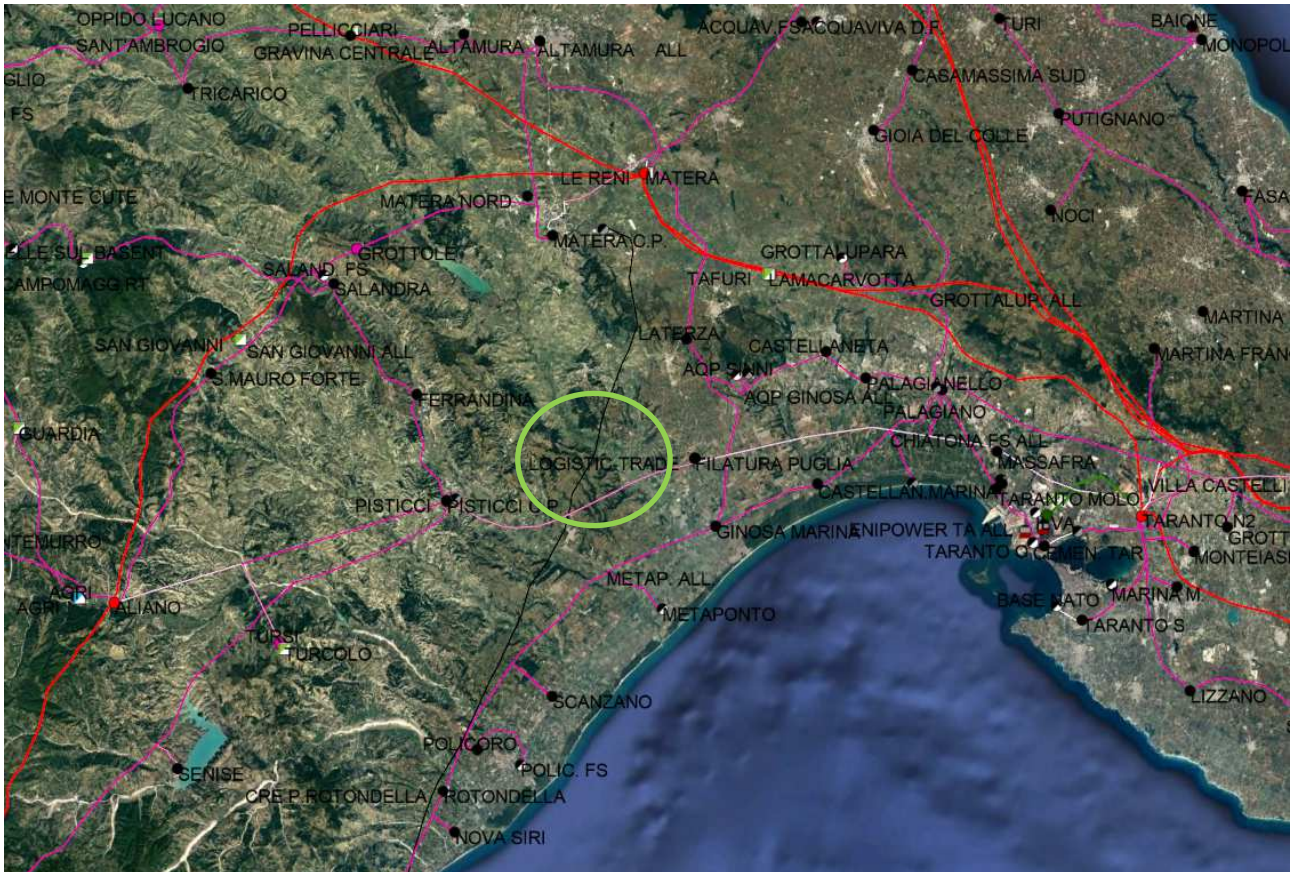 OPPIDO LUCANO
PELLICCIARI
ACQUAV.FS
ACQUAVIVA D.F.
TURI
BAIONE
SANT'AMBROGIO
GRAVINA CENTRALE
ALTAMURA
ALTAMURA ALL
MONOPOL
GLIO
TRICARICO
CASAMASSIMA SUD
FS
PUTIGNANO
GIOIA DEL COLLE
LE RENI
MATERA
E MONTE CUTE
MATERA NORD
FASA
NOCI
MATERA C.P.
ELLE SUL BASENT
GROTTOLE
GROTTALUPARA
SALAND. FS
CAMPOMAGG RT
SALANDRA
TAFURI
LAMACARVOTTA
GROTTALUP. ALL
MARTINA
LATERZA
SAN GIOVANNI
SAN GIOVANNI ALL
CASTELLANETA
MARTINA FRAN
S.MAURO FORTE
AQP SINNI
PALAGIANELLO
FERRANDINA
AQP GINOSA ALL
PALAGIANO
GUARDIA
CHIATONA FS ALL
LOGISTIC TRADE
FILATURA PUGLIA
MASSAFRA
VILLA CASTELLI
PISTICCI
PISTICCI C.P.
CASTELLAN.MARINA
TARANTO MOLO
NTEMURRO
GINOSA MARINA
ENIPOWER TA ALL
ILVA
TARANTO N2
GROTT
TARANTO O.
CEMEN. TAR
MONTEIASI
METAP. ALL
AGRI
AGRI
ALIANO
METAPONTO
BASE NATO
MARINA M.
TARANTO S
TURSI
TURCOLO
SCANZANO
LIZZANO
POLICORO
SENISE
POLIC. FS
CRE.P.ROTONDELLA
ROTONDELLA
NOVA SIRI